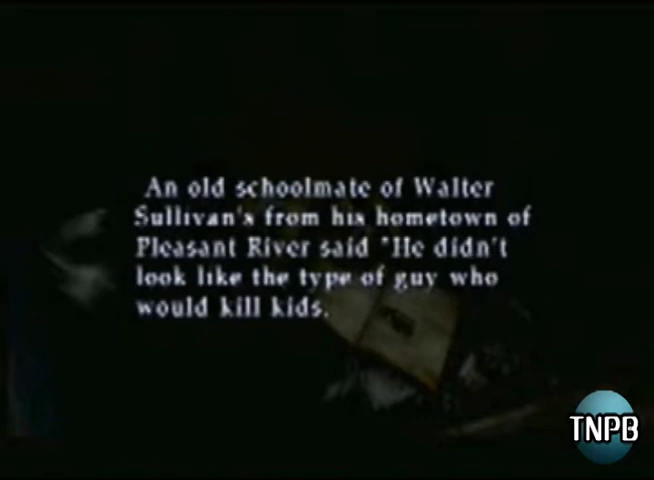 An old schoolmate of Walter
Sullivan's from his hometown of
Pleasant River said "He didn't
look like the type of guy who
would kill kids.
TNPB